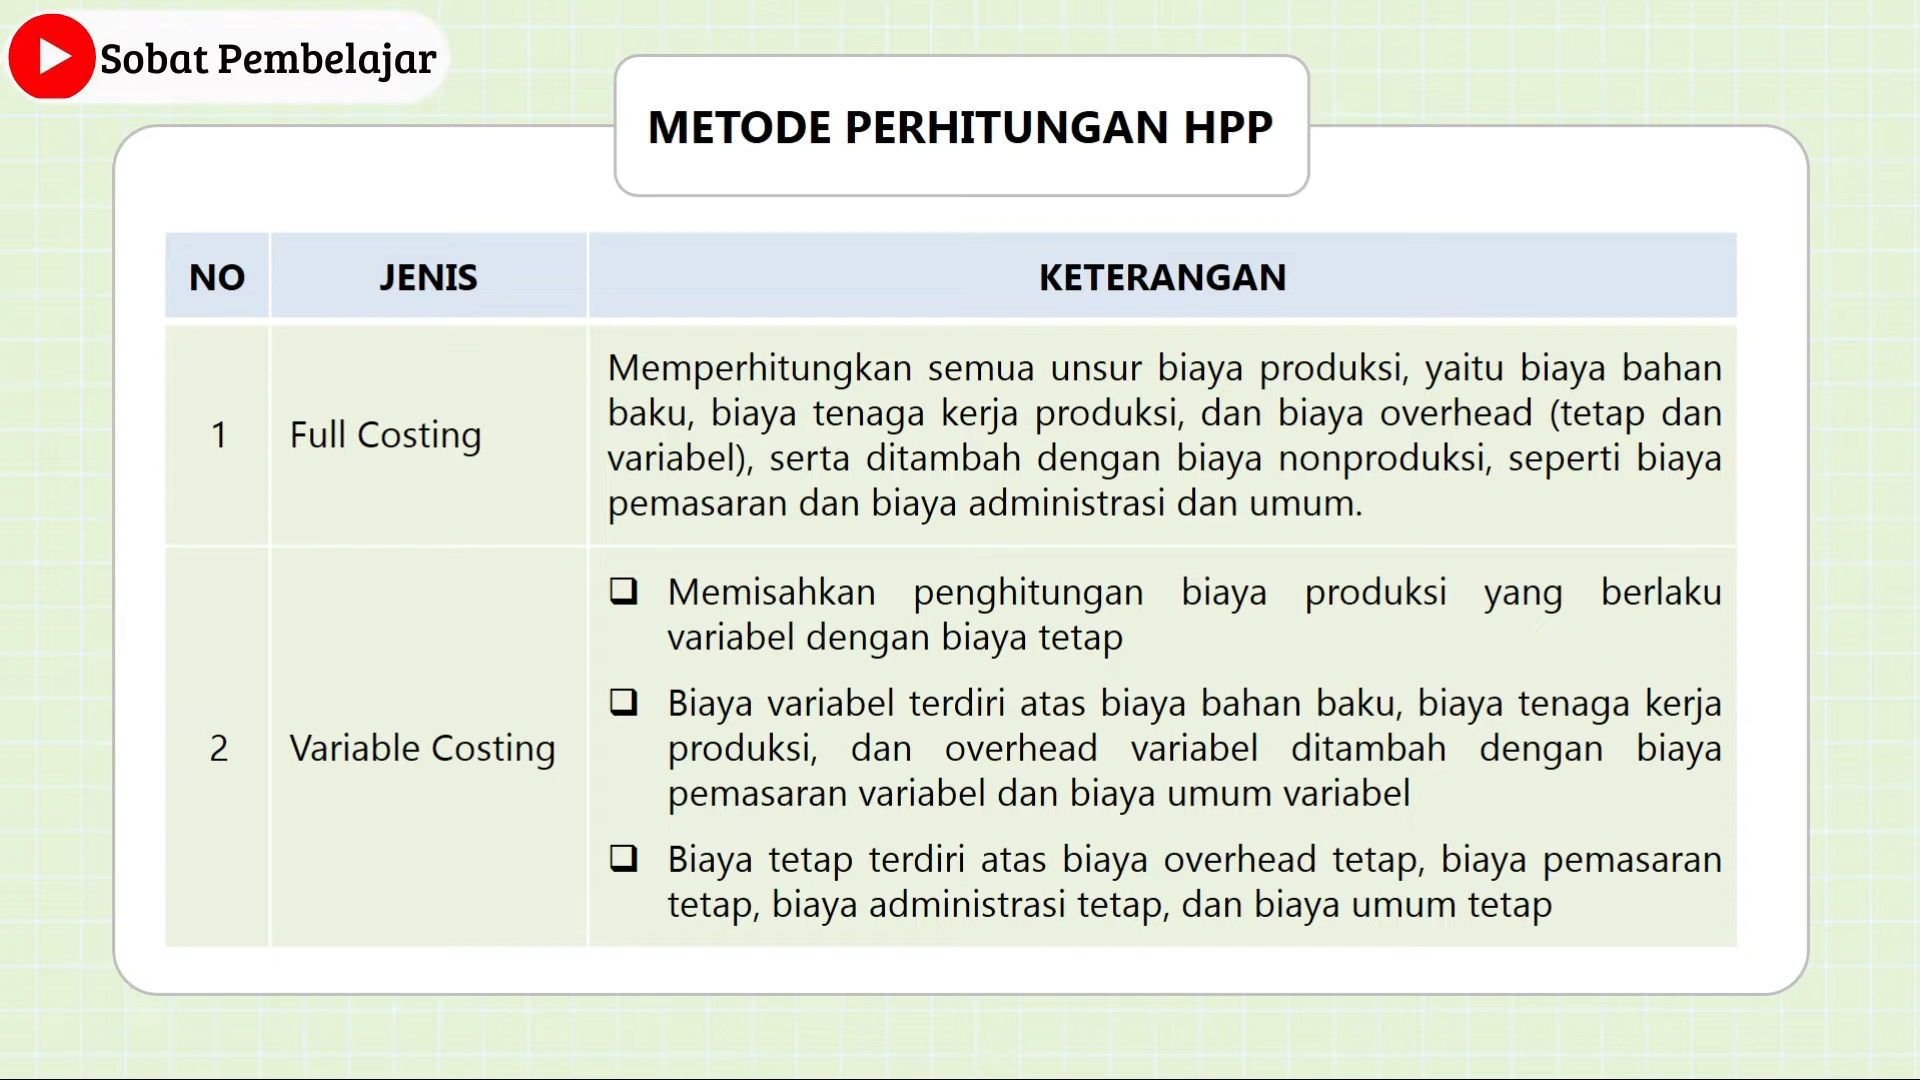 Sobat Pembelajar
METODE PERHITUNGAN HPP
NO JENIS KETERANGAN
1 Full Costing
Memperhitungkan semua unsur biaya produksi, yaitu biaya bahan
baku, biaya tenaga kerja produksi, dan biaya overhead (tetap dan
variabel), serta ditambah dengan biaya nonproduksi, seperti biaya
pemasaran dan biaya administrasi dan umum.
2 Variable Costing
❑ Memisahkan penghitungan biaya produksi yang berlaku
variabel dengan biaya tetap
❑ Biaya variabel terdiri atas biaya bahan baku, biaya tenaga kerja
produksi, dan overhead variabel ditambah dengan biaya
pemasaran variabel dan biaya umum variabel
❑ Biaya tetap terdiri atas biaya overhead tetap, biaya pemasaran
tetap, biaya administrasi tetap, dan biaya umum tetap